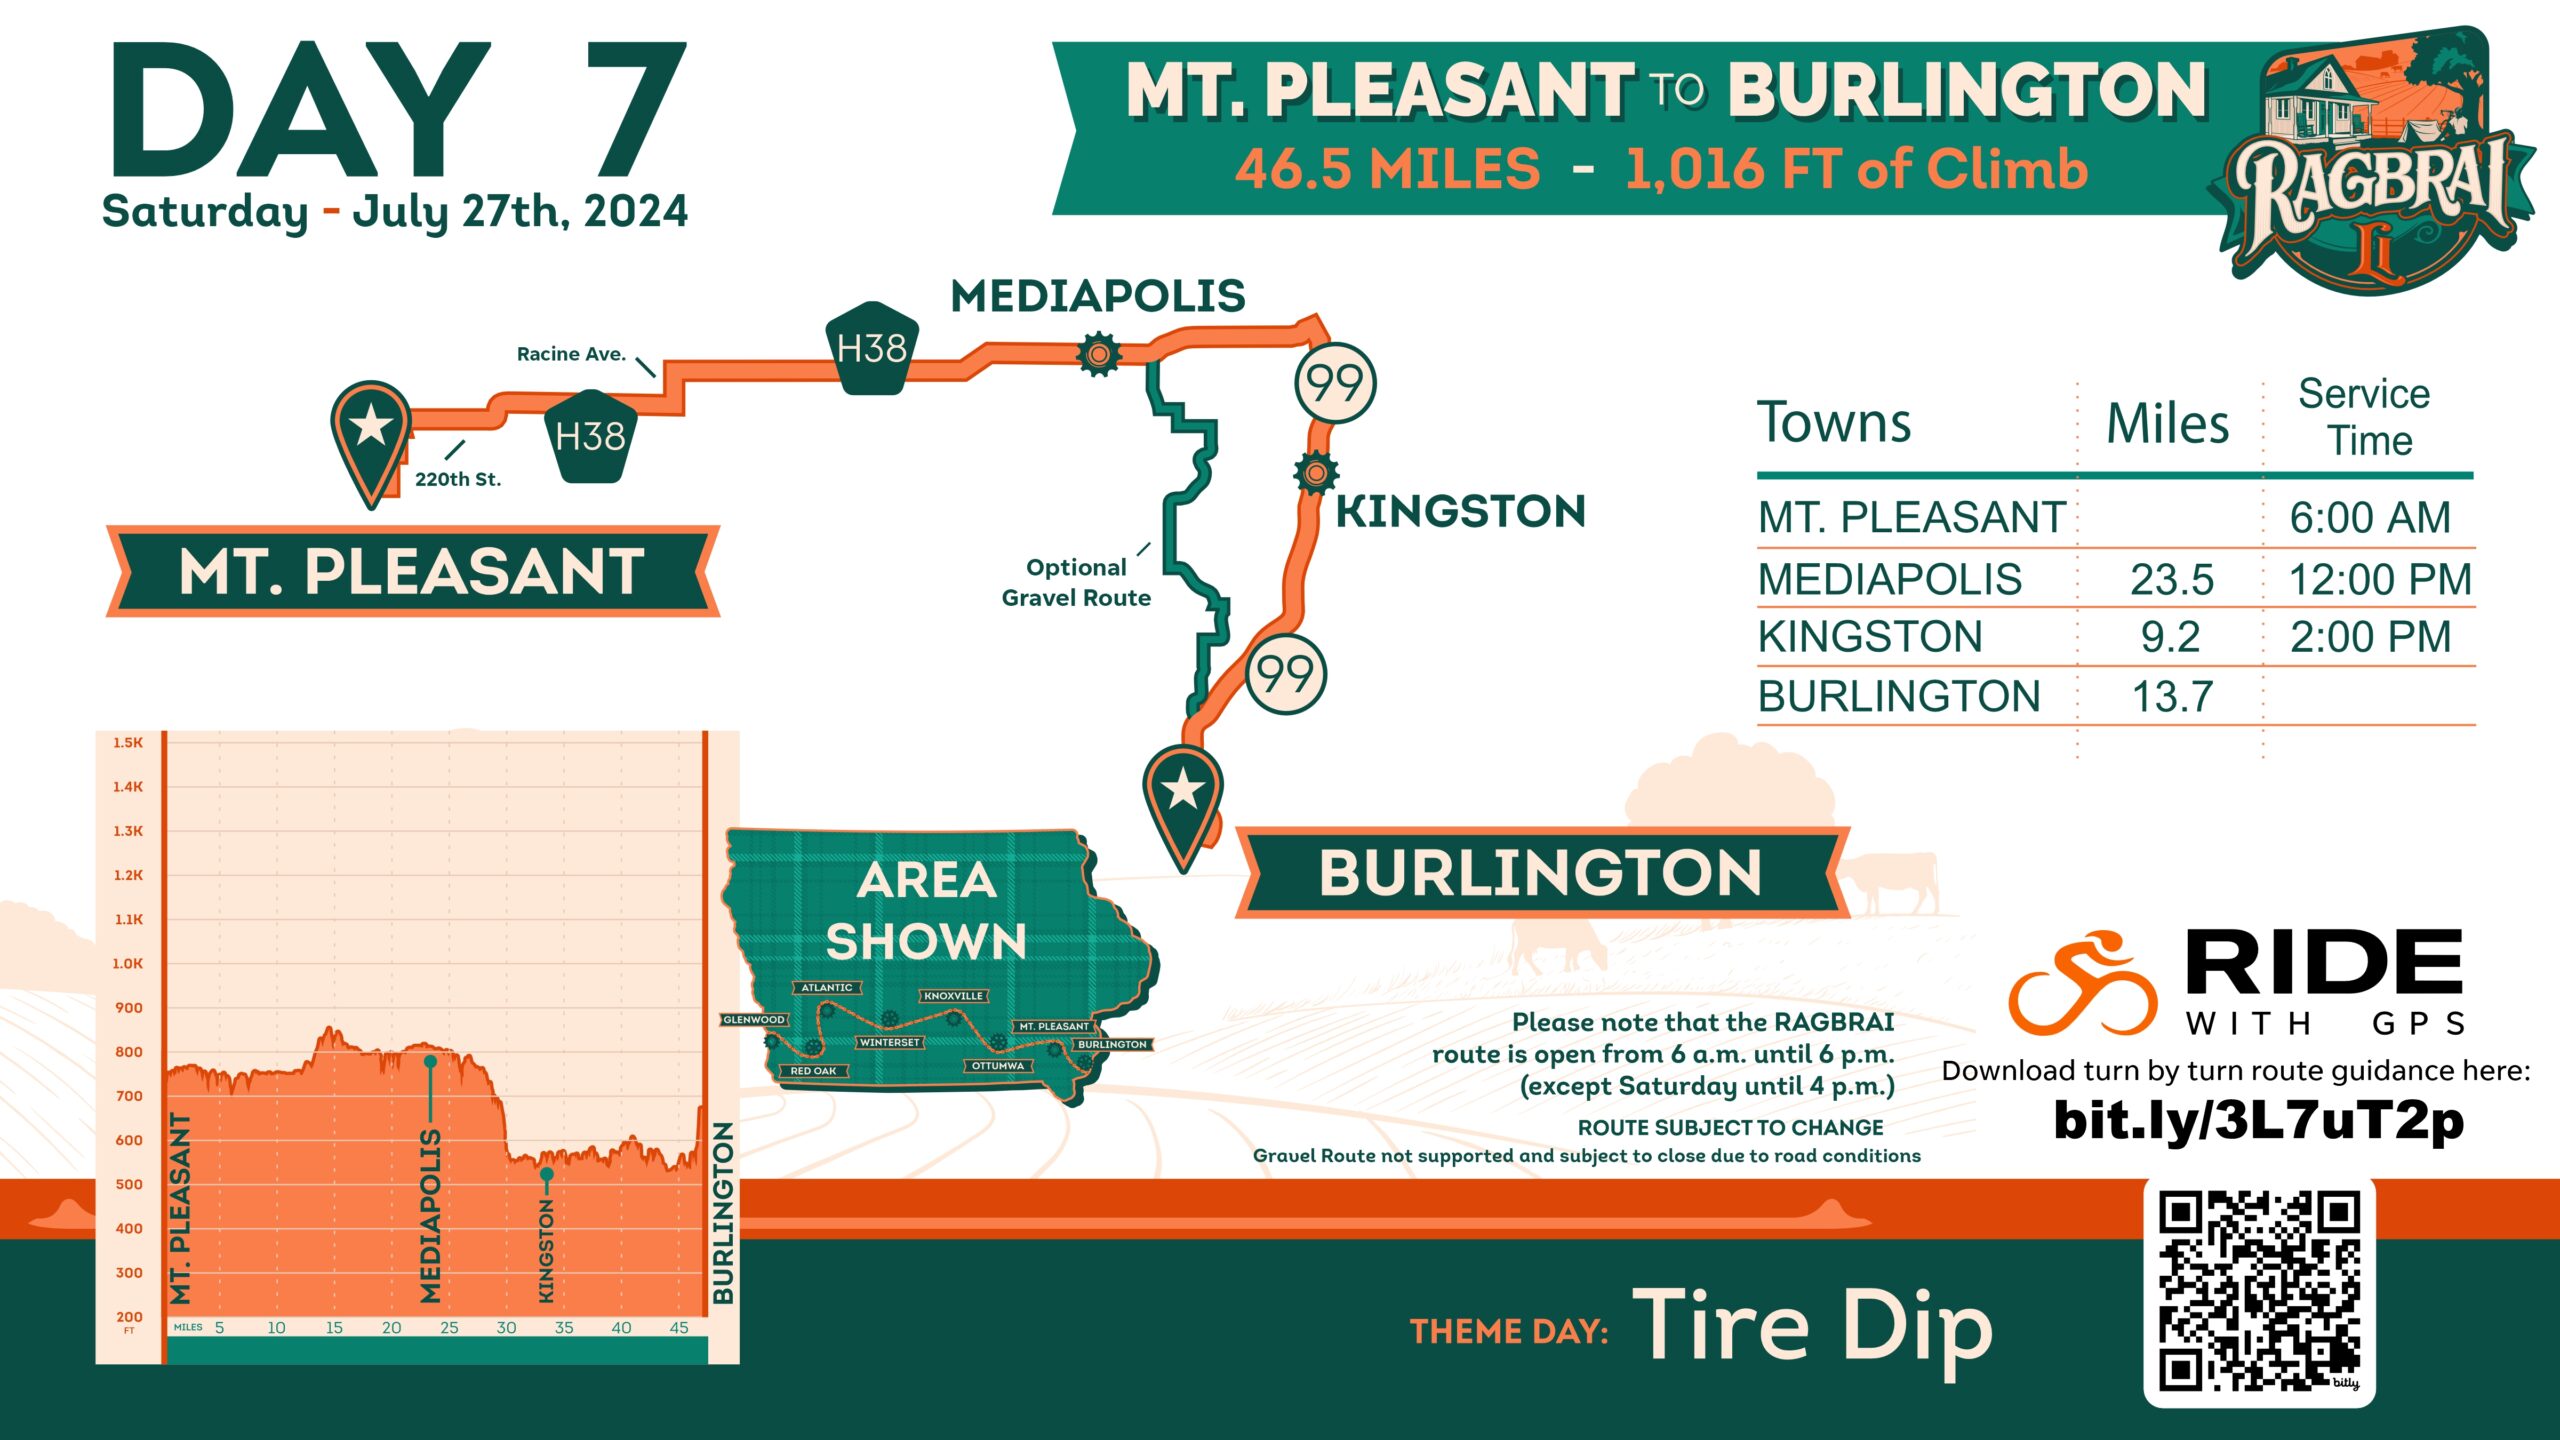 DAY 7
Saturday - July 27th, 2024
MT. PLEASANT TO BURLINGTON
46.5 MILES - 1,016 FT of Climb
RAGBRAI
LI
MEDIAPOLIS
H38
Racine Ave.
H38
220th St.
99
KINGSTON
Optional
Gravel Route
99
MT. PLEASANT
BURLINGTON
Towns Miles Service Time
MT. PLEASANT 6:00 AM
MEDIAPOLIS 23.5 12:00 PM
KINGSTON 9.2 2:00 PM
BURLINGTON 13.7
1.5K
1.4K
1.3K
1.2K
1.1K
1.0K
900
800
700
600
500
400
300
200
FT
MT. PLEASANT
MEDIAPOLIS
KINGSTON
BURLINGTON
MILES 5 10 15 20 25 30 35 40 45
AREA
SHOWN
ATLANTIC
KNOXVILLE
GLENWOOD
MT. PLEASANT
WINTERSET
BURLINGTON
RED OAK
OTTUMWA
Please note that the RAGBRAI
route is open from 6 a.m. until 6 p.m.
(except Saturday until 4 p.m.)
ROUTE SUBJECT TO CHANGE
Gravel Route not supported and subject to close due to road conditions
RIDE
WITH GPS
Download turn by turn route guidance here:
bit.ly/3L7uT2p
bitly
THEME DAY: Tire Dip